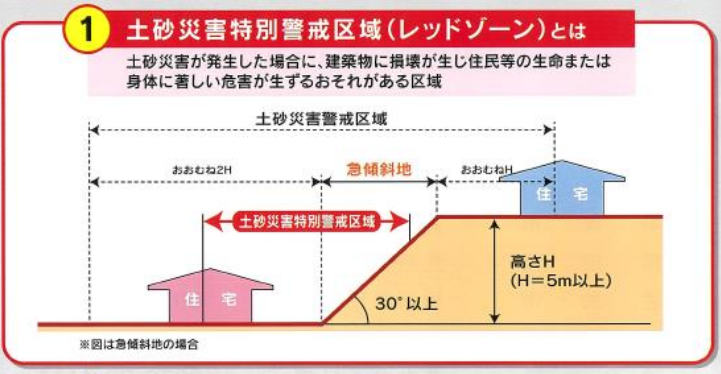 1 土砂災害特別警戒区域(レッドゾーン)とは
土砂災害が発生した場合に、建築物に損壊が生じ住民等の生命または
身体に著しい危害が生ずるおそれがある区域
土砂災害警戒区域
おおむね2H
急傾斜地
おおむねH
住宅
土砂災害特別警戒区域
高さH
(H=5m以上)
住宅
30°以上
※図は急傾斜地の場合